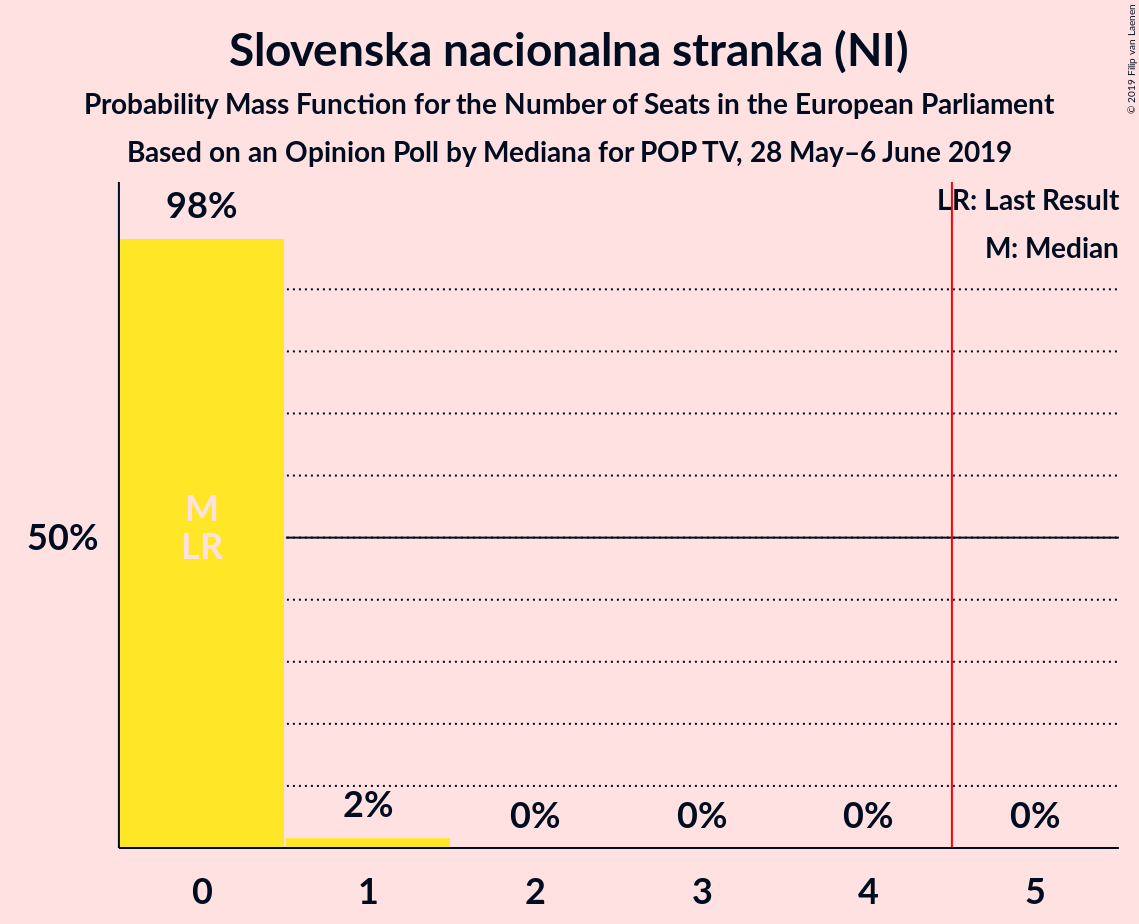 Slovenska nacionalna stranka (NI)
Probability Mass Function for the Number of Seats in the European Parliament
Based on an Opinion Poll by Mediana for POP TV, 28 May–6 June 2019
© 2019 Filip van Laenen
LR: Last Result
M: Median
98%
M
LR
50%
2%
0%
0%
0%
0%
0
1
2
3
4
5